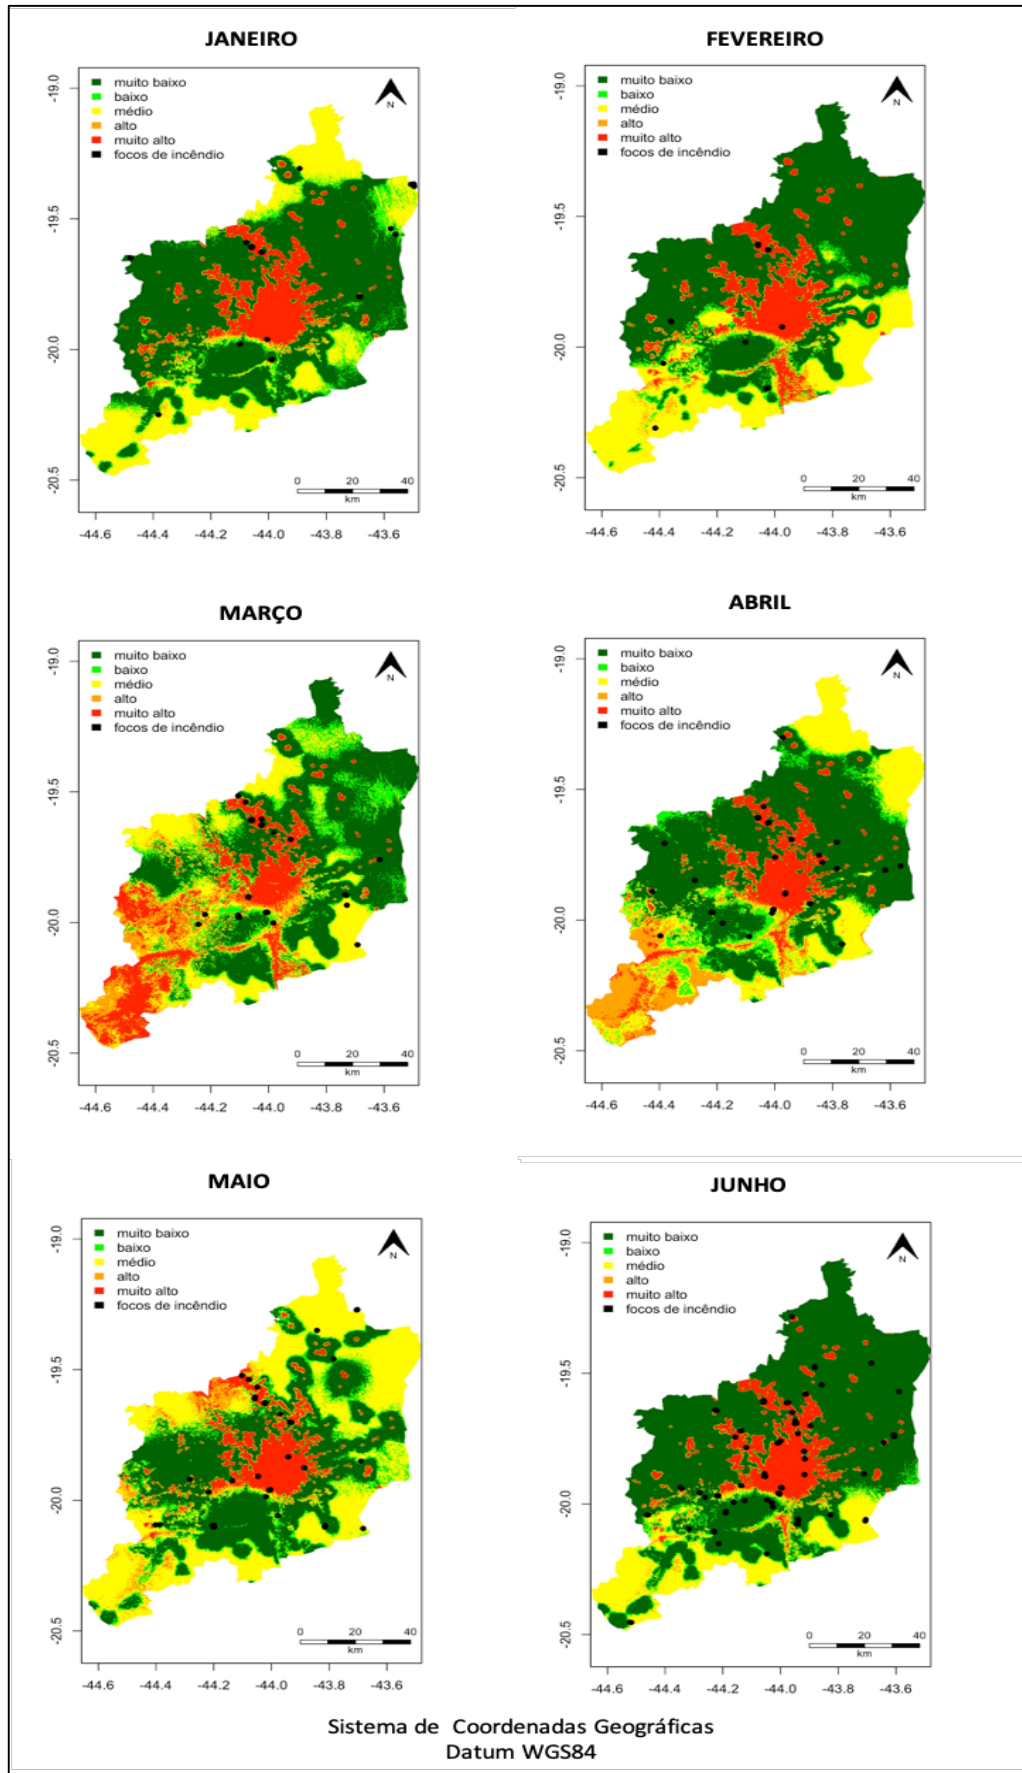 JANEIRO
muito baixo
baixo
médio
alto
muito alto
focos de incêndio
N
-19.0
-19.5
-20.0
-20.5
0 20 40
km
-44.6 -44.4 -44.2 -44.0 -43.8 -43.6
FEVEREIRO
muito baixo
baixo
médio
alto
muito alto
focos de incêndio
N
-19.0
-19.5
-20.0
-20.5
0 20 40
km
-44.6 -44.4 -44.2 -44.0 -43.8 -43.6
MARÇO
muito baixo
baixo
médio
alto
muito alto
focos de incêndio
N
-19.0
-19.5
-20.0
-20.5
0 20 40
km
-44.6 -44.4 -44.2 -44.0 -43.8 -43.6
ABRIL
muito baixo
baixo
médio
alto
muito alto
focos de incêndio
N
-19.0
-19.5
-20.0
-20.5
0 20 40
km
-44.6 -44.4 -44.2 -44.0 -43.8 -43.6
MAIO
muito baixo
baixo
médio
alto
muito alto
focos de incêndio
N
-19.0
-19.5
-20.0
-20.5
0 20 40
km
-44.6 -44.4 -44.2 -44.0 -43.8 -43.6
JUNHO
muito baixo
baixo
médio
alto
muito alto
focos de incêndio
N
-19.0
-19.5
-20.0
-20.5
0 20 40
km
-44.6 -44.4 -44.2 -44.0 -43.8 -43.6
Sistema de Coordenadas Geográficas
Datum WGS84